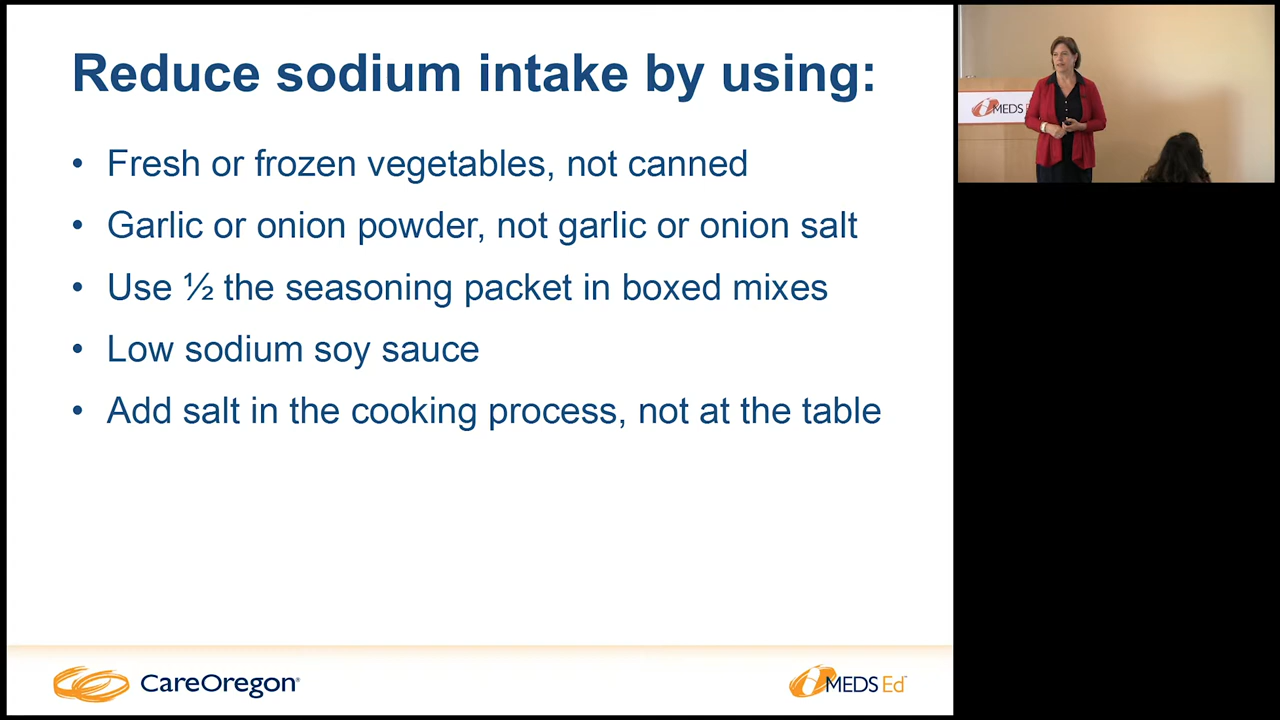 Reduce sodium intake by using:
• Fresh or frozen vegetables, not canned
• Garlic or onion powder, not garlic or onion salt
• Use ½ the seasoning packet in boxed mixes
• Low sodium soy sauce
• Add salt in the cooking process, not at the table
CareOregon®
MEDS Ed™
MEDS